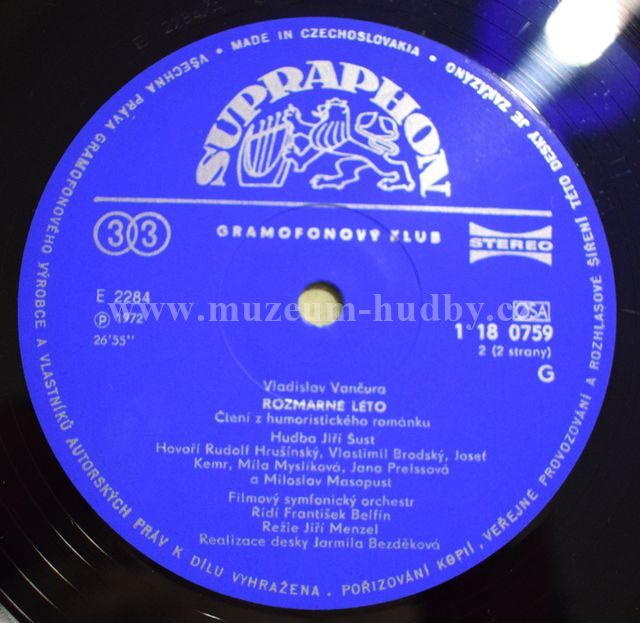 E 2284/2
VŠECHNA PRÁVA GRAMOFONOVÉHO VÝROBCE A VLASTNÍKŮ AUTORSKÝCH PRÁV K DÍLU VYHRAŽENA. POŘIZOVÁNÍ KOPIÍ, VEŘEJNÉ PROVOZOVÁNÍ A ROZHLASOVÉ ŠÍŘENÍ TÉTO DESKY JE ZAKÁZÁNO • MADE IN CZECHOSLOVAKIA •
SUPRAPHON
33 GRAMOFONOVÝ KLUB STEREO
E 2284
Ⓟ 1972
26'55''
OSA
1 18 0759
2 (2 strany)
G
www.muzeum-hudby.cz
Vladislav Vančura
ROZMARNÉ LÉTO
Čtení z humoristického románku
Hudba Jiří Šust
Hovoří Rudolf Hrušínský, Vlastimil Brodský, Josef
Kemr, Míla Myslíková, Jana Preissová
a Miloslav Masopust
Filmový symfonický orchestr
Řídí František Belfín
Režie Jiří Menzel
Realizace desky Jarmila Bezděková